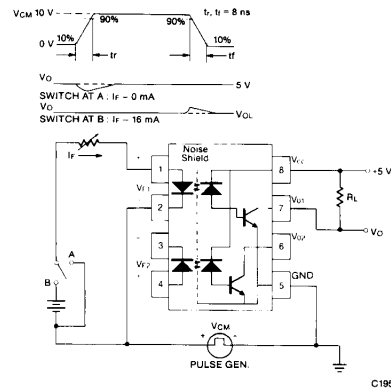 VCM 10 V
tr, tf = 8 ns
90%
90%
10%
10%
0 V
tr
tf
VO
5 V
SWITCH AT A : IF – 0 mA
VO
VOL
SWITCH AT B : IF – 16 mA
Noise
Shield
IF
1
VCC
8
+5 V
VF1
RL
2
VO1
7
VO
3
VO2
6
VF2
GND
4
5
A
B
+
VCM
-
PULSE GEN.